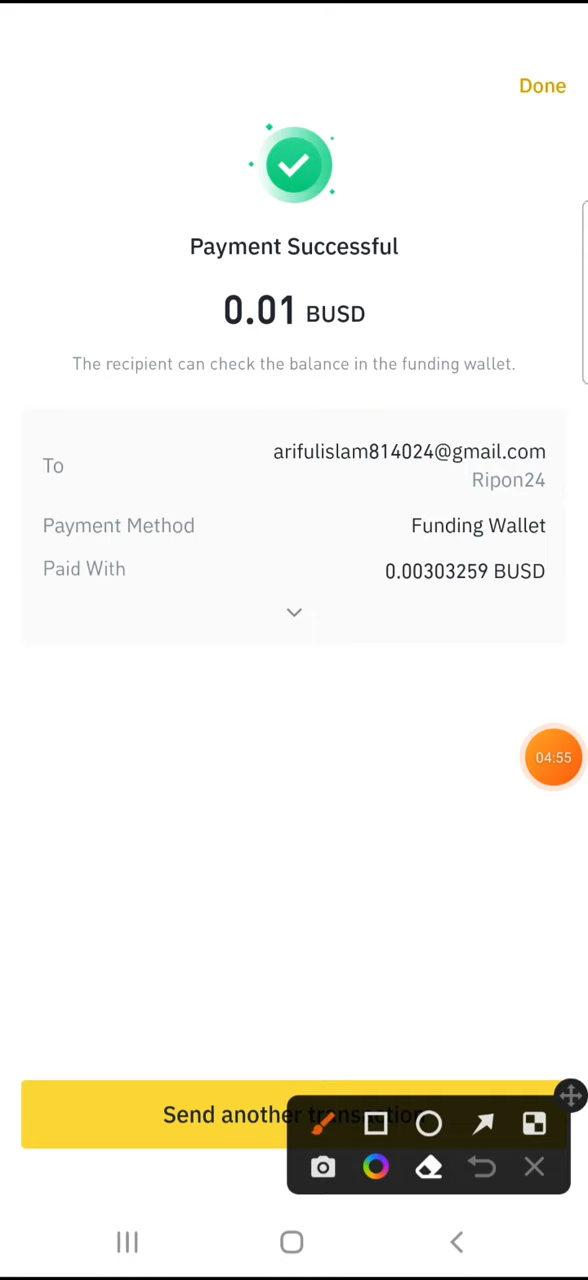 Done
Payment Successful
0.01 BUSD
The recipient can check the balance in the funding wallet.
To arifulislam814024@gmail.com
Ripon24
Payment Method Funding Wallet
Paid With 0.00303259 BUSD
04:55
Send another transaction